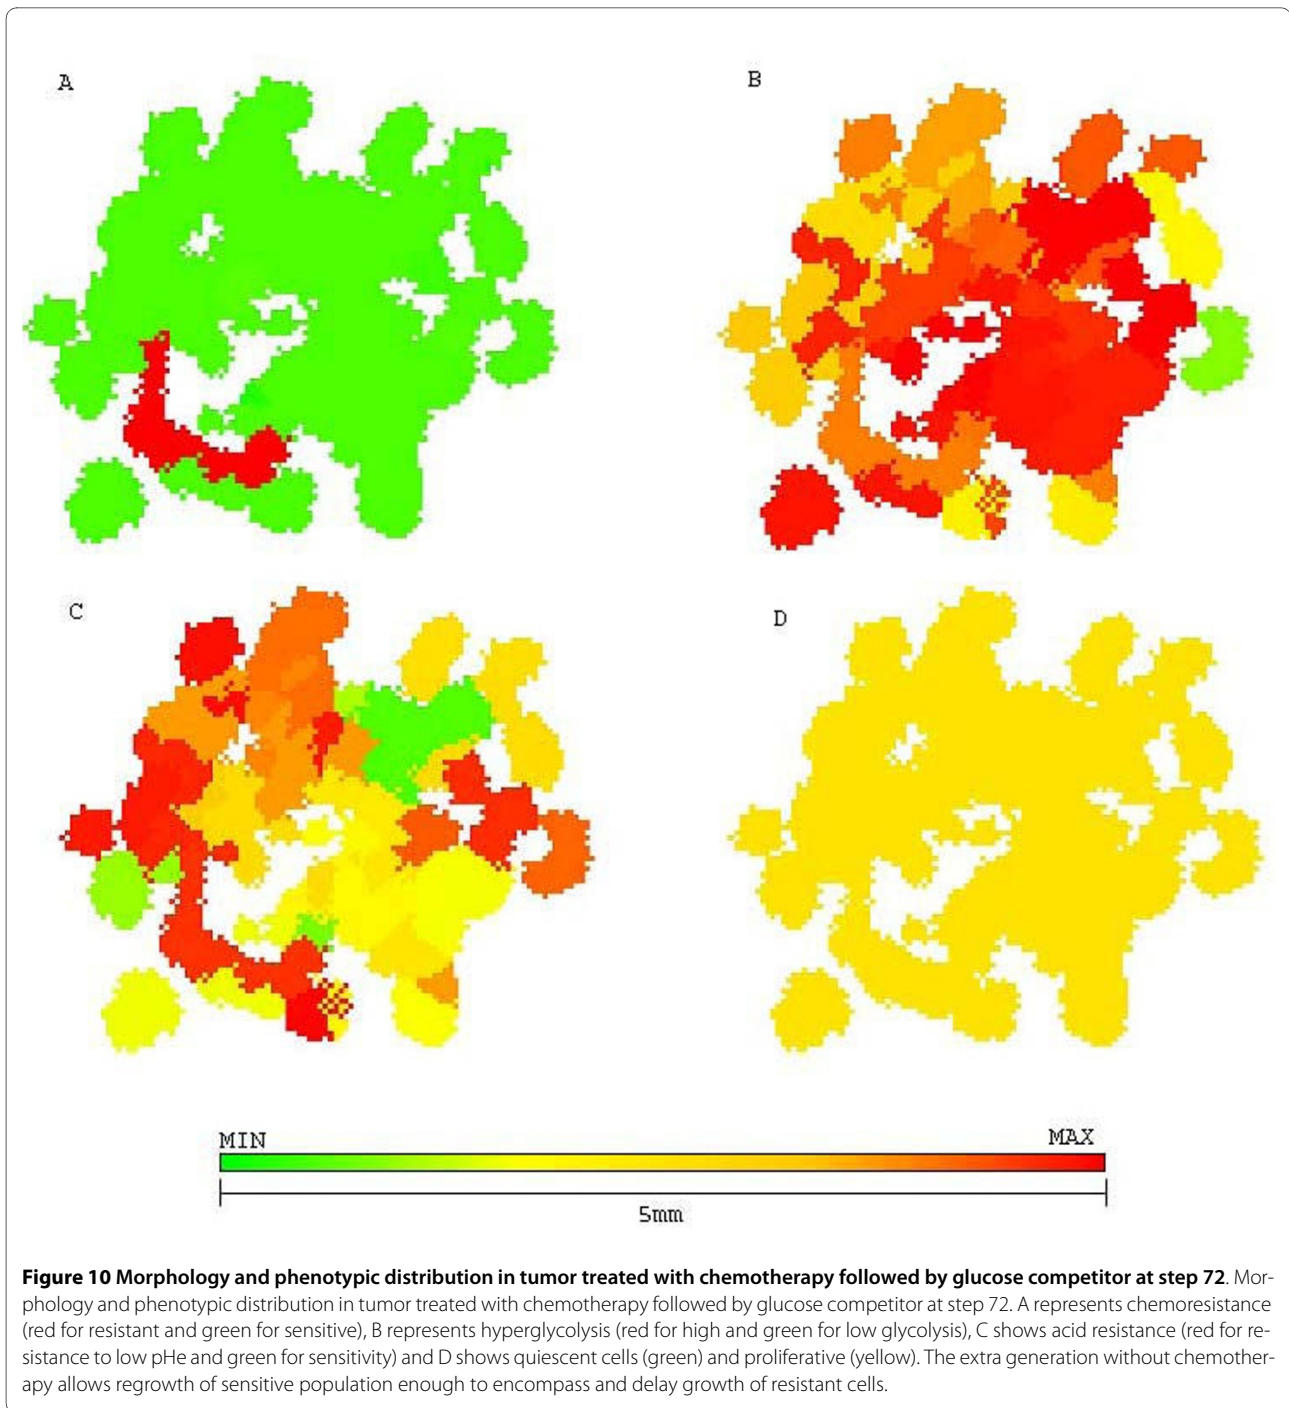 A
B
C
D
MIN
MAX
5mm
Figure 10 Morphology and phenotypic distribution in tumor treated with chemotherapy followed by glucose competitor at step 72. Mor-
phology and phenotypic distribution in tumor treated with chemotherapy followed by glucose competitor at step 72. A represents chemoresistance
(red for resistant and green for sensitive), B represents hyperglycolysis (red for high and green for low glycolysis), C shows acid resistance (red for re-
sistance to low pHe and green for sensitivity) and D shows quiescent cells (green) and proliferative (yellow). The extra generation without chemother-
apy allows regrowth of sensitive population enough to encompass and delay growth of resistant cells.